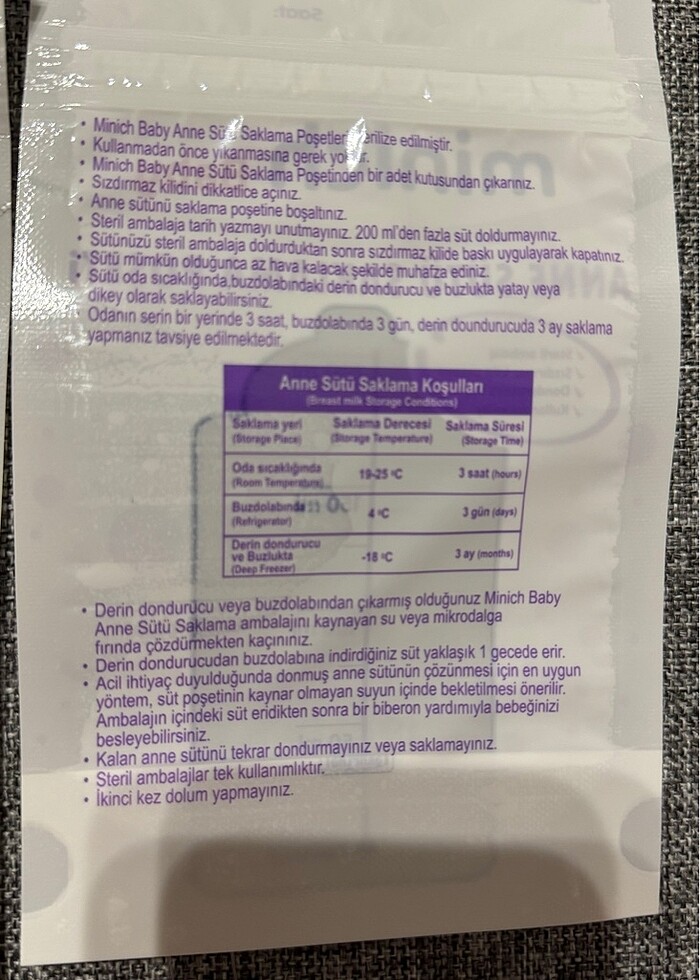 Saat:
• Minich Baby Anne Sü Saklama Poşetler erilize edilmiştir.
• Kullanmadan önce yıkanmasına gerek yo r.
• Minich Baby Anne Sütü Saklama Poşetinden bir adet kutusundan çıkarınız.
• Sızdırmaz kilidini dikkatlice açınız.
• Anne sütünü saklama poşetine boşaltınız.
• Steril ambalaja tarih yazmayı unutmayınız. 200 ml'den fazla süt doldurmayınız.
• Sütünüzü steril ambalaja doldurduktan sonra sızdırmaz kilide baskı uygulayarak kapatınız.
• Sütü mümkün olduğunca az hava kalacak şekilde muhafza ediniz.
• Sütü oda sıcaklığında,buzdolabındaki derin dondurucu ve buzlukta yatay veya
dikey olarak saklayabilirsiniz.
Odanın serin bir yerinde 3 saat, buzdolabında 3 gün, derin doundurucuda 3 ay saklama
yapmanız tavsiye edilmektedir.
Anne Sütü Saklama Koşulları
(Breast milk Storage Conditions)
Saklama yeri Saklama Derecesi Saklama Süresi
(Storage Place) (Storage Temperature) (Storage Time)
Oda sıcaklığında 19-25 °C 3 saat (hours)
(Room Temperature)
Buzdolabında 4 °C 3 gün (days)
(Refrigerator)
Derin dondurucu
ve Buzlukta -18 °C 3 ay (months)
(Deep Freezer)
• Derin dondurucu veya buzdolabından çıkarmış olduğunuz Minich Baby
Anne Sütü Saklama ambalajını kaynayan su veya mikrodalga
fırında çözdürmekten kaçınınız.
• Derin dondurucudan buzdolabına indirdiğiniz süt yaklaşık 1 gecede erir.
• Acil ihtiyaç duyulduğunda donmuş anne sütünün çözünmesi için en uygun
yöntem, süt poşetinin kaynar olmayan suyun içinde bekletilmesi önerilir.
Ambalajın içindeki süt eridikten sonra bir biberon yardımıyla bebeğinizi
besleyebilirsiniz.
• Kalan anne sütünü tekrar dondurmayınız veya saklamayınız.
• Steril ambalajlar tek kullanımlıktır.
• İkinci kez dolum yapmayınız.